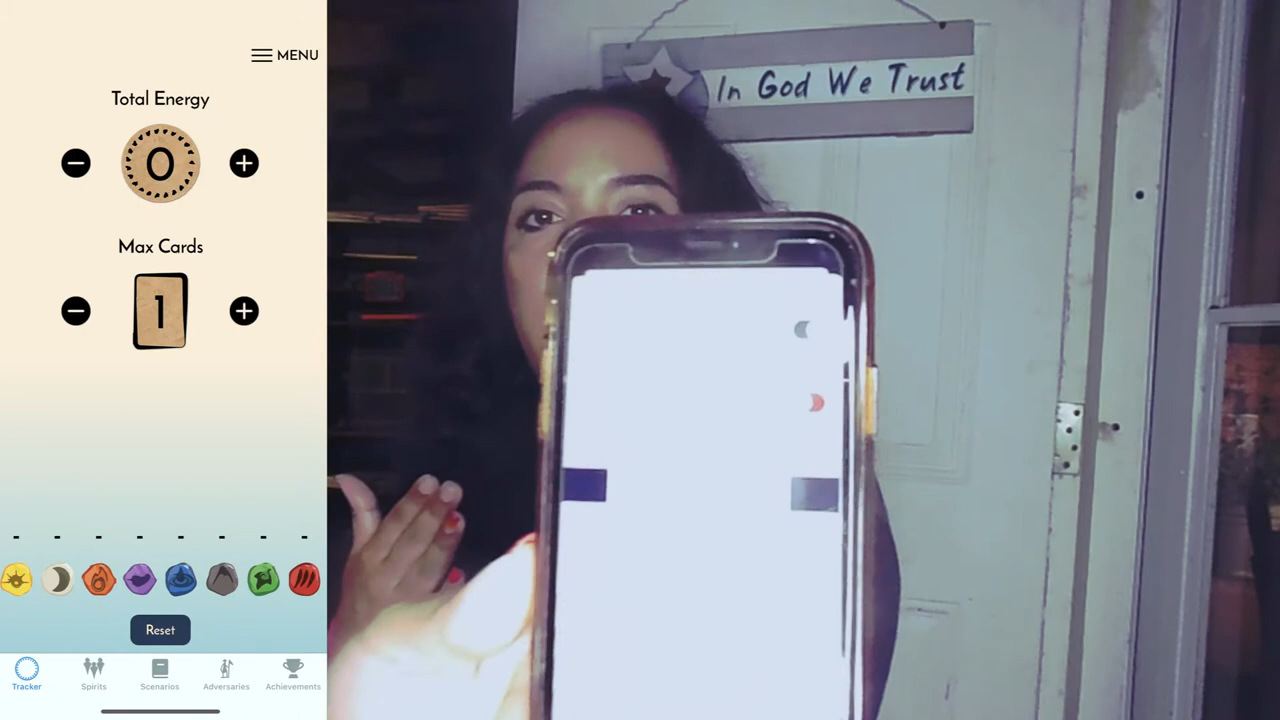 MENU
Total Energy
0
Max Cards
1
Reset
Tracker
Spirits
Scenarios
Adversaries
Achievements
In God We Trust